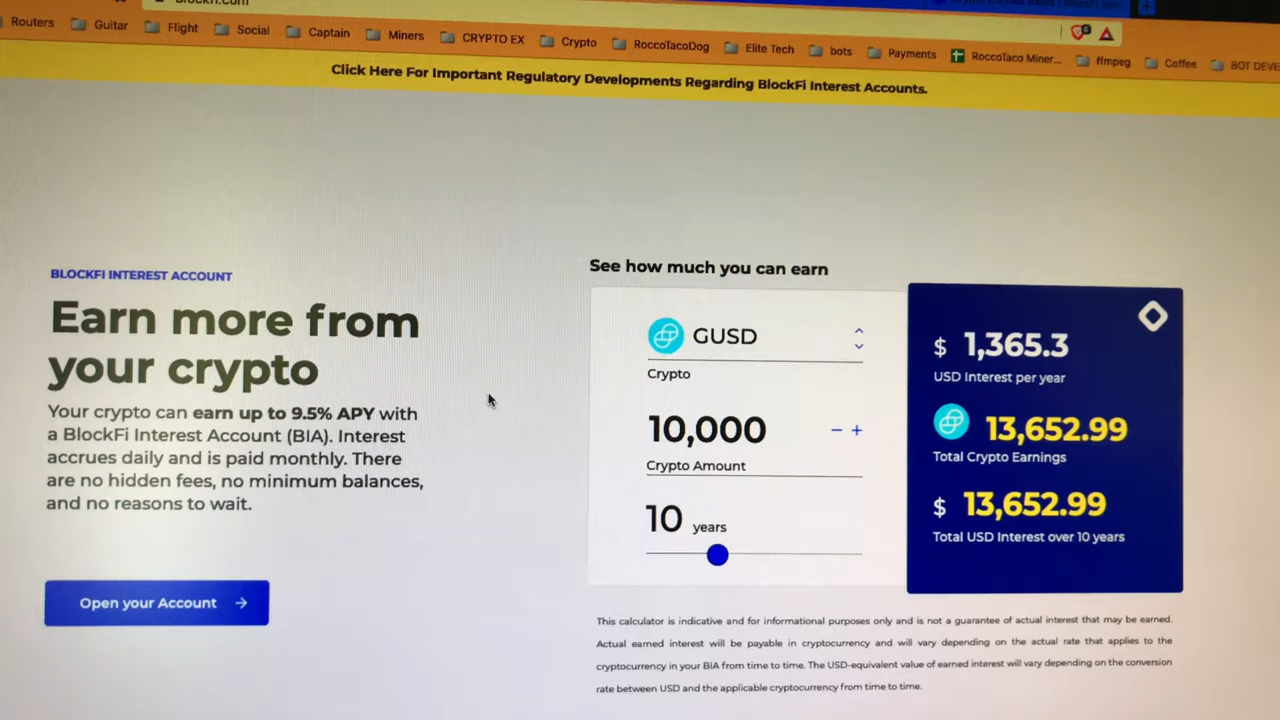 Routers Guitar Flight Social Captain Miners CRYPTO EX Crypto RoccoTacoDog Elite Tech bots Payments RoccoTaco Miner... ffmpeg Coffee BOT DEVE
Click Here For Important Regulatory Developments Regarding BlockFi Interest Accounts.
BLOCKFI INTEREST ACCOUNT
Earn more from
your crypto
Your crypto can earn up to 9.5% APY with
a BlockFi Interest Account (BIA). Interest
accrues daily and is paid monthly. There
are no hidden fees, no minimum balances,
and no reasons to wait.
Open your Account
See how much you can earn
GUSD
Crypto
10,000
Crypto Amount
10 years
$ 1,365.3
USD Interest per year
13,652.99
Total Crypto Earnings
$ 13,652.99
Total USD Interest over 10 years
This calculator is indicative and for informational purposes only and is not a guarantee of actual interest that may be earned.
Actual earned interest will be payable in cryptocurrency and will vary depending on the actual rate that applies to the
cryptocurrency in your BIA from time to time. The USD-equivalent value of earned interest will vary depending on the conversion
rate between USD and the applicable cryptocurrency from time to time.